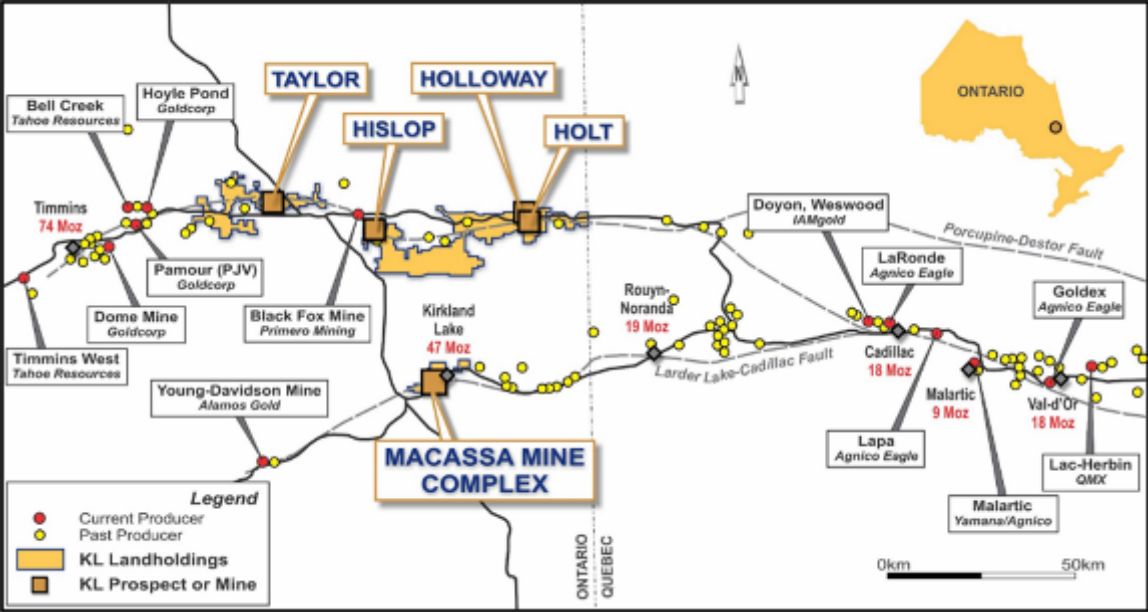 TAYLOR
HOLLOWAY
HISLOP
HOLT
N
ONTARIO
Bell Creek
Tahoe Resources
Hoyle Pond
Goldcorp
Timmins
74 Moz
Pamour (PJV)
Goldcorp
Dome Mine
Goldcorp
Timmins West
Tahoe Resources
Black Fox Mine
Primero Mining
Kirkland
Lake
47 Moz
Young-Davidson Mine
Alamos Gold
MACASSA MINE
COMPLEX
Rouyn-
Noranda
19 Moz
Larder Lake-Cadillac Fault
Doyon, Weswood
IAMgold
Porcupine-Destor Fault
LaRonde
Agnico Eagle
Goldex
Agnico Eagle
Cadillac
18 Moz
Malartic
9 Moz
Val-d'Or
18 Moz
Lapa
Agnico Eagle
Lac-Herbin
QMX
Malartic
Yamana/Agnico
ONTARIO
QUEBEC
0km 50km
Legend
Current Producer
Past Producer
KL Landholdings
KL Prospect or Mine